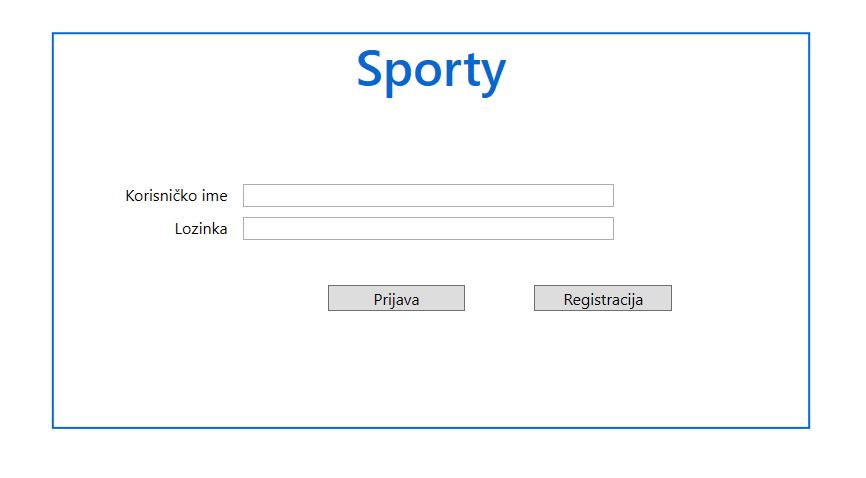 Sporty
Korisničko ime
Lozinka
Prijava Registracija